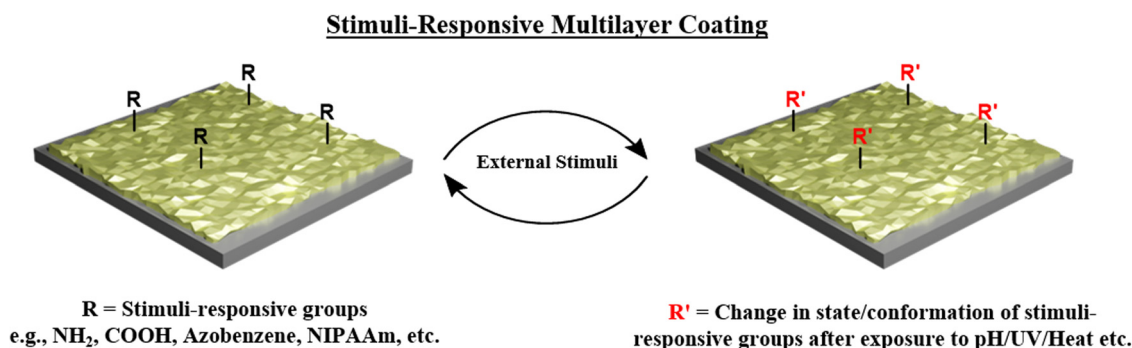 Stimuli-Responsive Multilayer Coating
R
R
R
R
External Stimuli
R'
R'
R'
R'
R = Stimuli-responsive groups
e.g., NH₂, COOH, Azobenzene, NIPAAm, etc.
R' = Change in state/conformation of stimuli-
responsive groups after exposure to pH/UV/Heat etc.